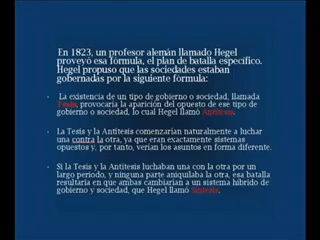 En 1823, un profesor alemán llamado Hegel
proveyó esa fórmula, el plan de batalla específico.
Hegel propuso que las sociedades estaban
gobernadas por la siguiente fórmula:
• La existencia de un tipo de gobierno o sociedad, llamada
Tesis, provocaría la aparición del opuesto de ese tipo de
gobierno o sociedad, lo cual Hegel llamó Antítesis.
• La Tesis y la Antítesis comenzarían naturalmente a luchar
una contra la otra, ya que eran exactamente sistemas
opuestos y, por tanto, verían los asuntos en forma diferente.
• Si la Tesis y la Antítesis luchaban una con la otra por un
largo período, y ninguna parte aniquilaba la otra, esa batalla
resultaría en que ambas cambiarían a un sistema híbrido de
gobierno y sociedad, que Hegel llamó Síntesis.